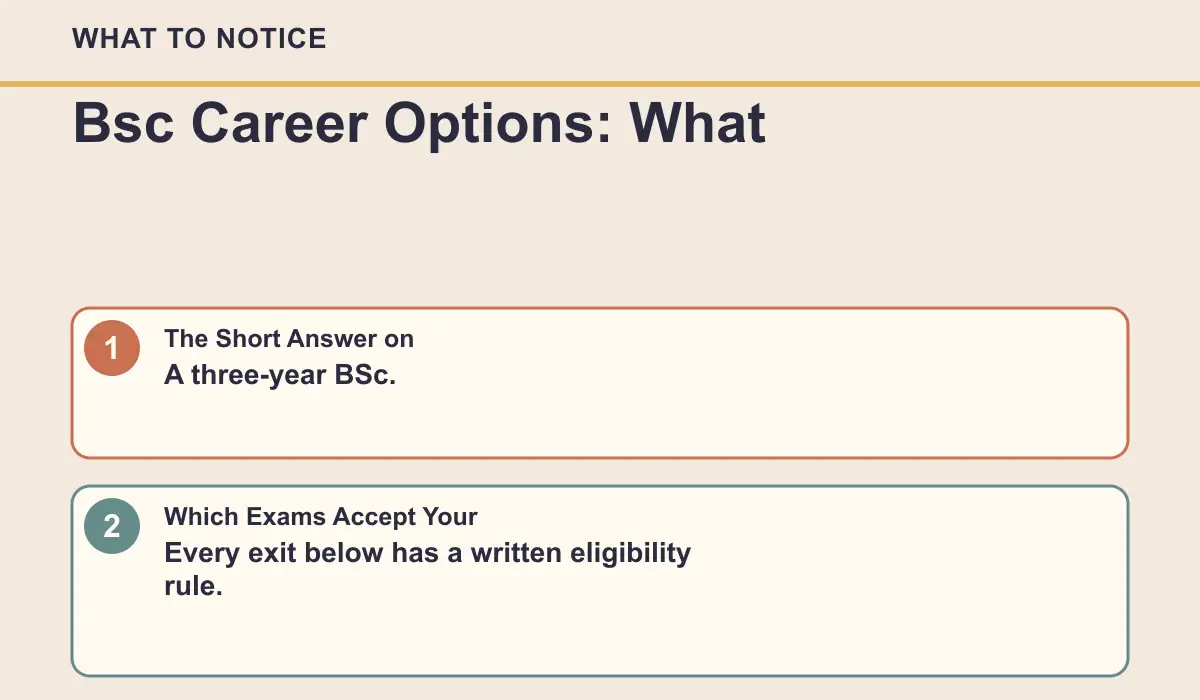 WHAT TO NOTICE
Bsc Career Options: What
1
The Short Answer on
A three-year BSc.
2
Which Exams Accept Your
Every exit below has a written eligibility
rule.